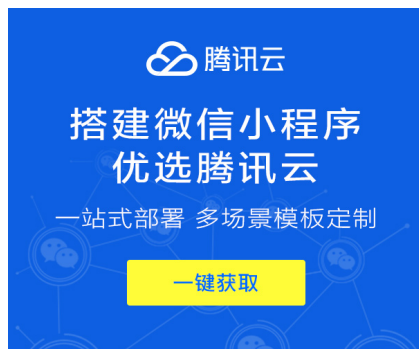 腾讯云
搭建微信小程序
优选腾讯云
一站式部署 多场景模板定制
一键获取